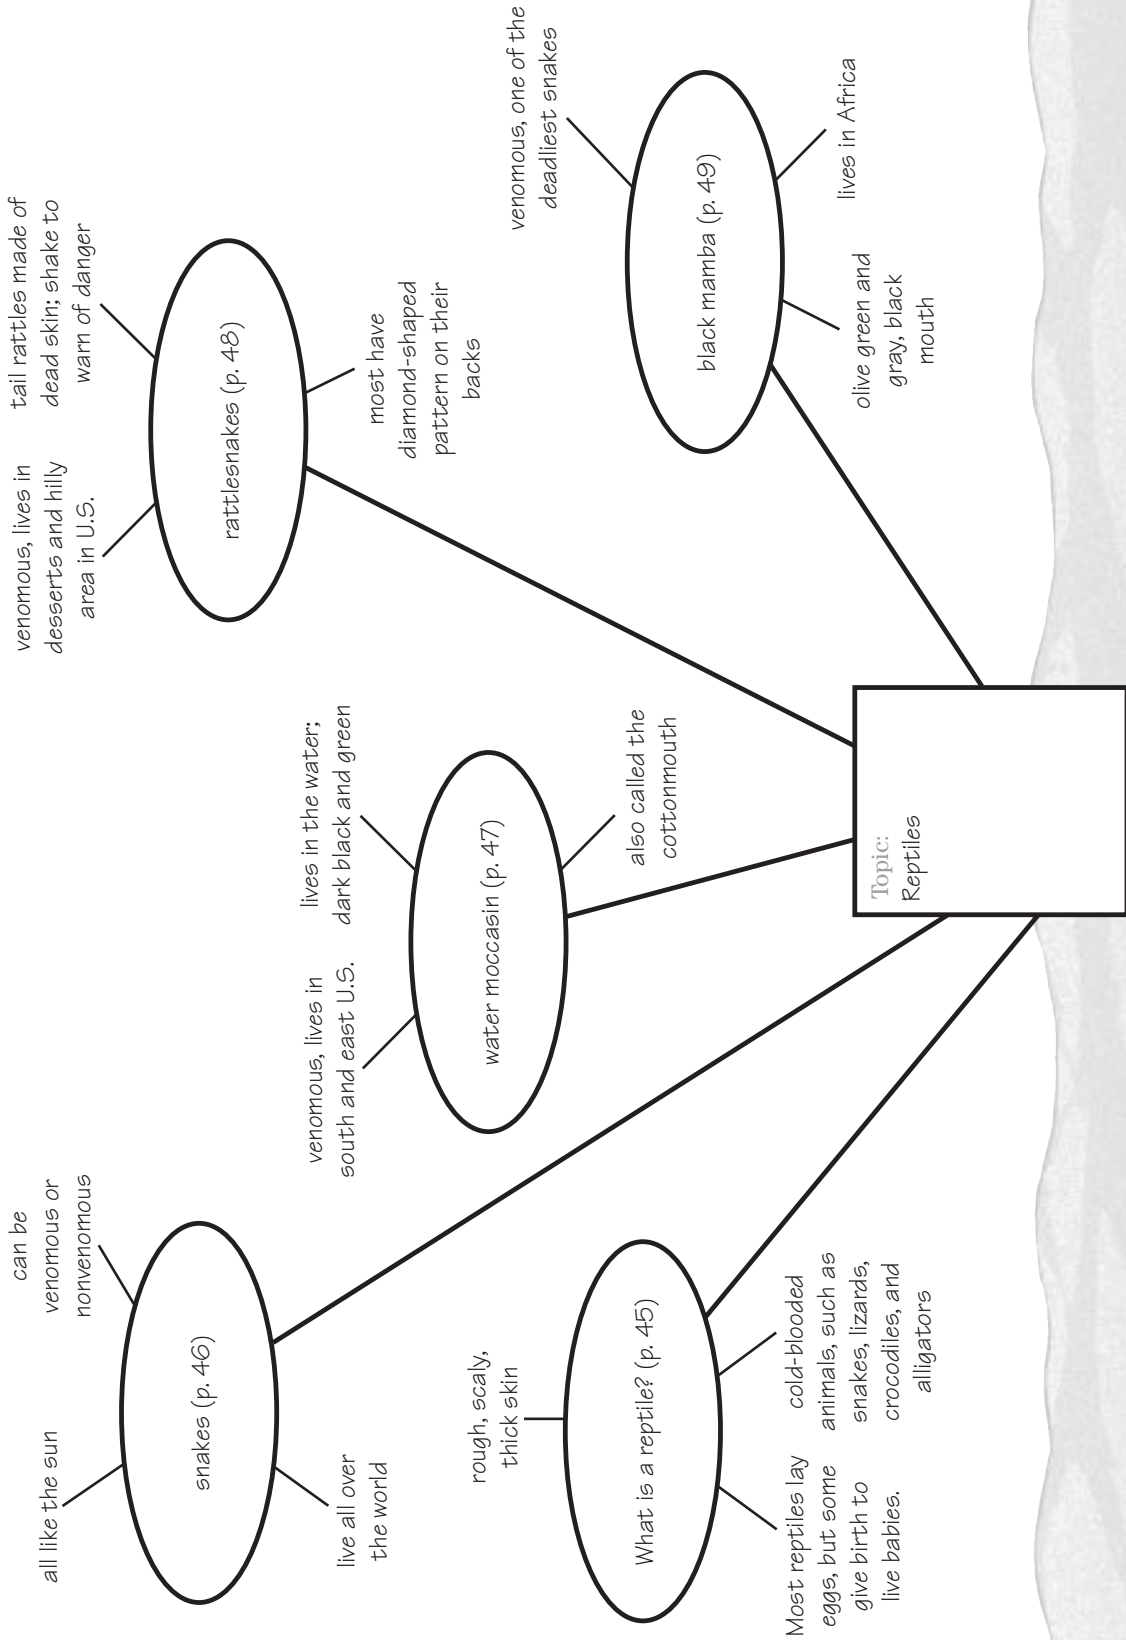 all like the sun
can be
venomous or
nonvenomous
snakes (p. 46)
live all over
the world
venomous, lives in
south and east U.S.
lives in the water;
dark black and green
water moccasin (p. 47)
also called the
cottonmouth
venomous, lives in
desserts and hilly
area in U.S.
tail rattles made of
dead skin; shake to
warn of danger
rattlesnakes (p. 48)
most have
diamond-shaped
pattern on their
backs
rough, scaly,
thick skin
What is a reptile? (p. 45)
Most reptiles lay
eggs, but some
give birth to
live babies.
cold-blooded
animals, such as
snakes, lizards,
crocodiles, and
alligators
venomous, one of the
deadliest snakes
black mamba (p. 49)
olive green and
gray, black
mouth
lives in Africa
Topic:
Reptiles